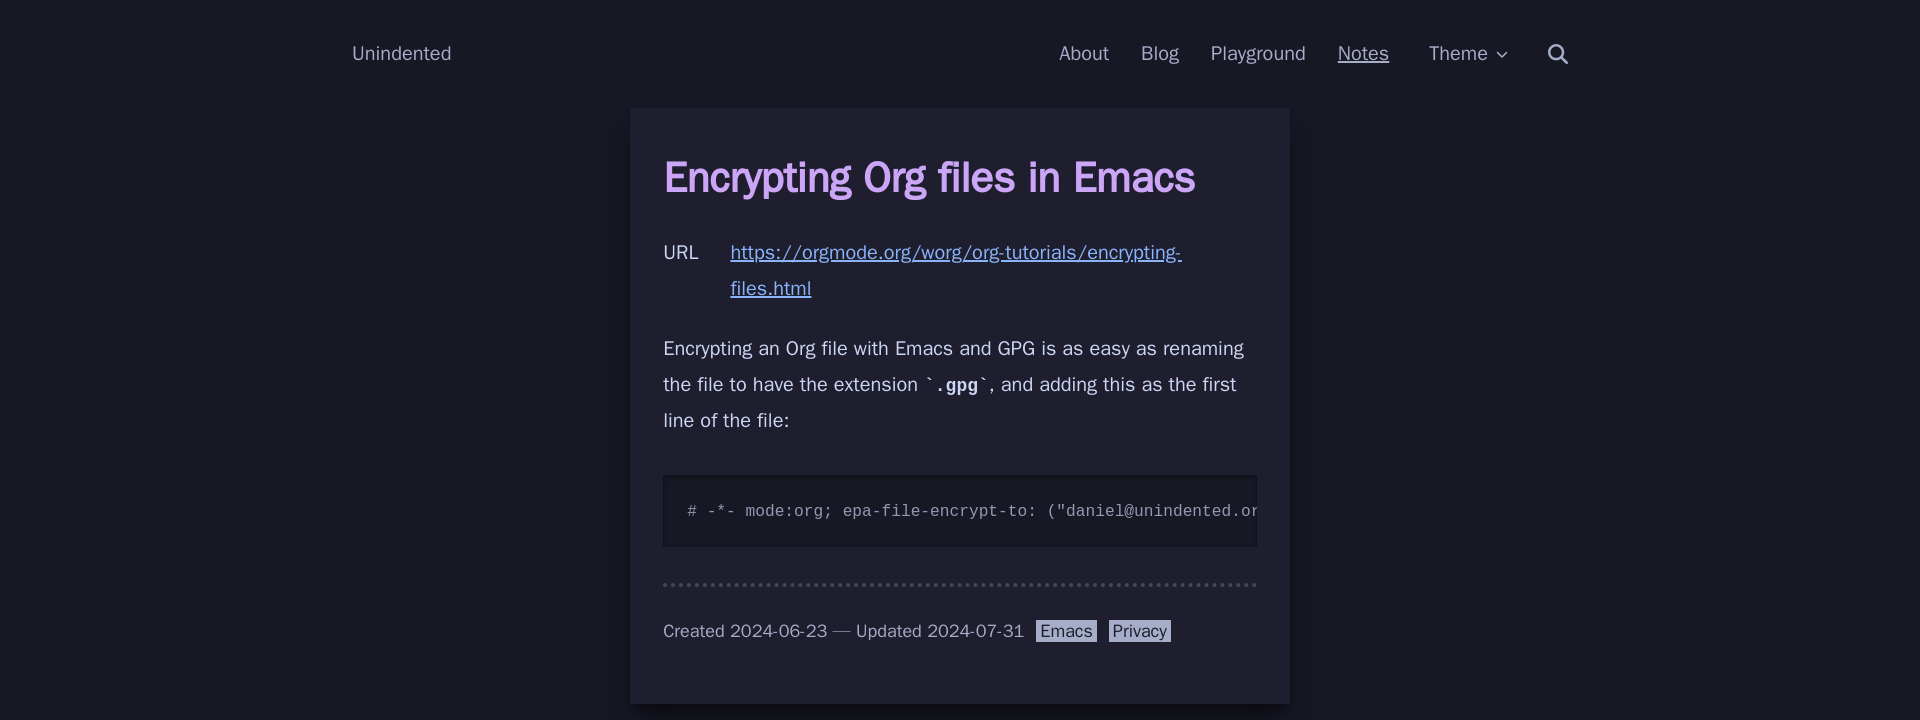 Unindented
About Blog Playground Notes Theme
Encrypting Org files in Emacs
URL https://orgmode.org/worg/org-tutorials/encrypting-
files.html
Encrypting an Org file with Emacs and GPG is as easy as renaming
the file to have the extension `.gpg`, and adding this as the first
line of the file:
# -*- mode:org; epa-file-encrypt-to: ("daniel@unindented.or
Created 2024-06-23 — Updated 2024-07-31 Emacs Privacy